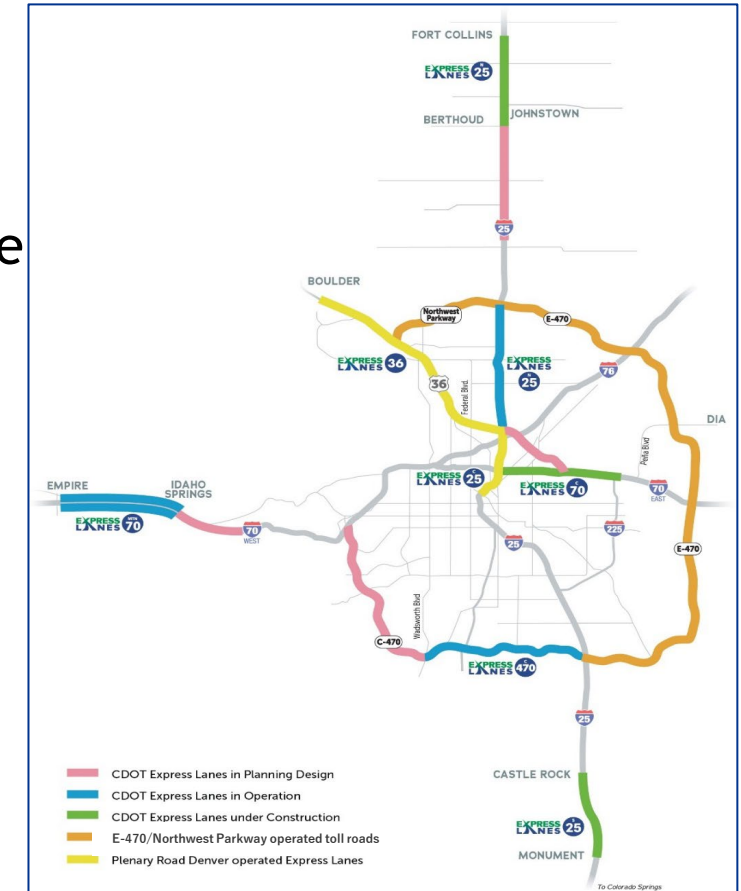 FORT COLLINS
EXPRESS LANES N 25
BERTHOUD
JOHNSTOWN
25
BOULDER
Northwest Parkway
E-470
EXPRESS LANES 36
36
Federal Blvd.
EXPRESS LANES N 25
76
DIA
Peña Blvd
EMPIRE
IDAHO SPRINGS
EXPRESS LANES MTN 70
70 WEST
EXPRESS LANES C 25
EXPRESS LANES C 70
70 EAST
25
225
E-470
Wadsworth Blvd
C-470
EXPRESS LANES C 470
25
CASTLE ROCK
EXPRESS LANES S 25
MONUMENT
To Colorado Springs
CDOT Express Lanes in Planning Design
CDOT Express Lanes in Operation
CDOT Express Lanes under Construction
E-470/Northwest Parkway operated toll roads
Plenary Road Denver operated Express Lanes
e